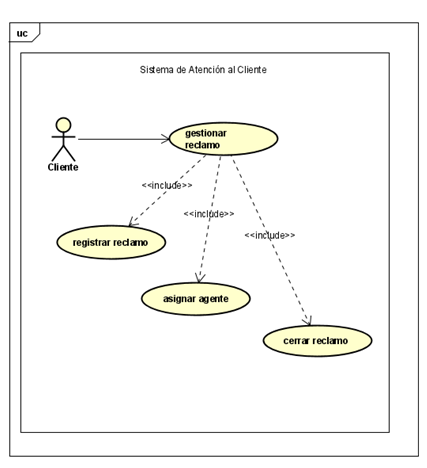 uc
Sistema de Atención al Cliente
gestionar
reclamo
Cliente
<<include>>
<<include>>
<<include>>
registrar reclamo
asignar agente
cerrar reclamo